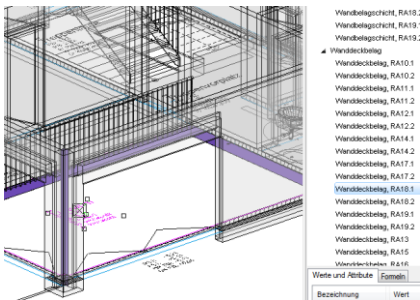 Wandbelagschicht, RA18.2
Wandbelagschicht, RA19.1
Wandbelagschicht, RA19.2
Wanddeckbelag
Wanddeckbelag, RA10.1
Wanddeckbelag, RA10.2
Wanddeckbelag, RA11.1
Wanddeckbelag, RA11.2
Wanddeckbelag, RA12.1
Wanddeckbelag, RA12.2
Wanddeckbelag, RA14.1
Wanddeckbelag, RA14.2
Wanddeckbelag, RA17.1
Wanddeckbelag, RA17.2
Wanddeckbelag, RA18.1
Wanddeckbelag, RA18.2
Wanddeckbelag, RA19.1
Wanddeckbelag, RA19.2
Wanddeckbelag, RA13
Wanddeckbelag, RA15
Wanddeckbelag, RA16
Werte und Attribute Formeln
Bezeichnung Wert